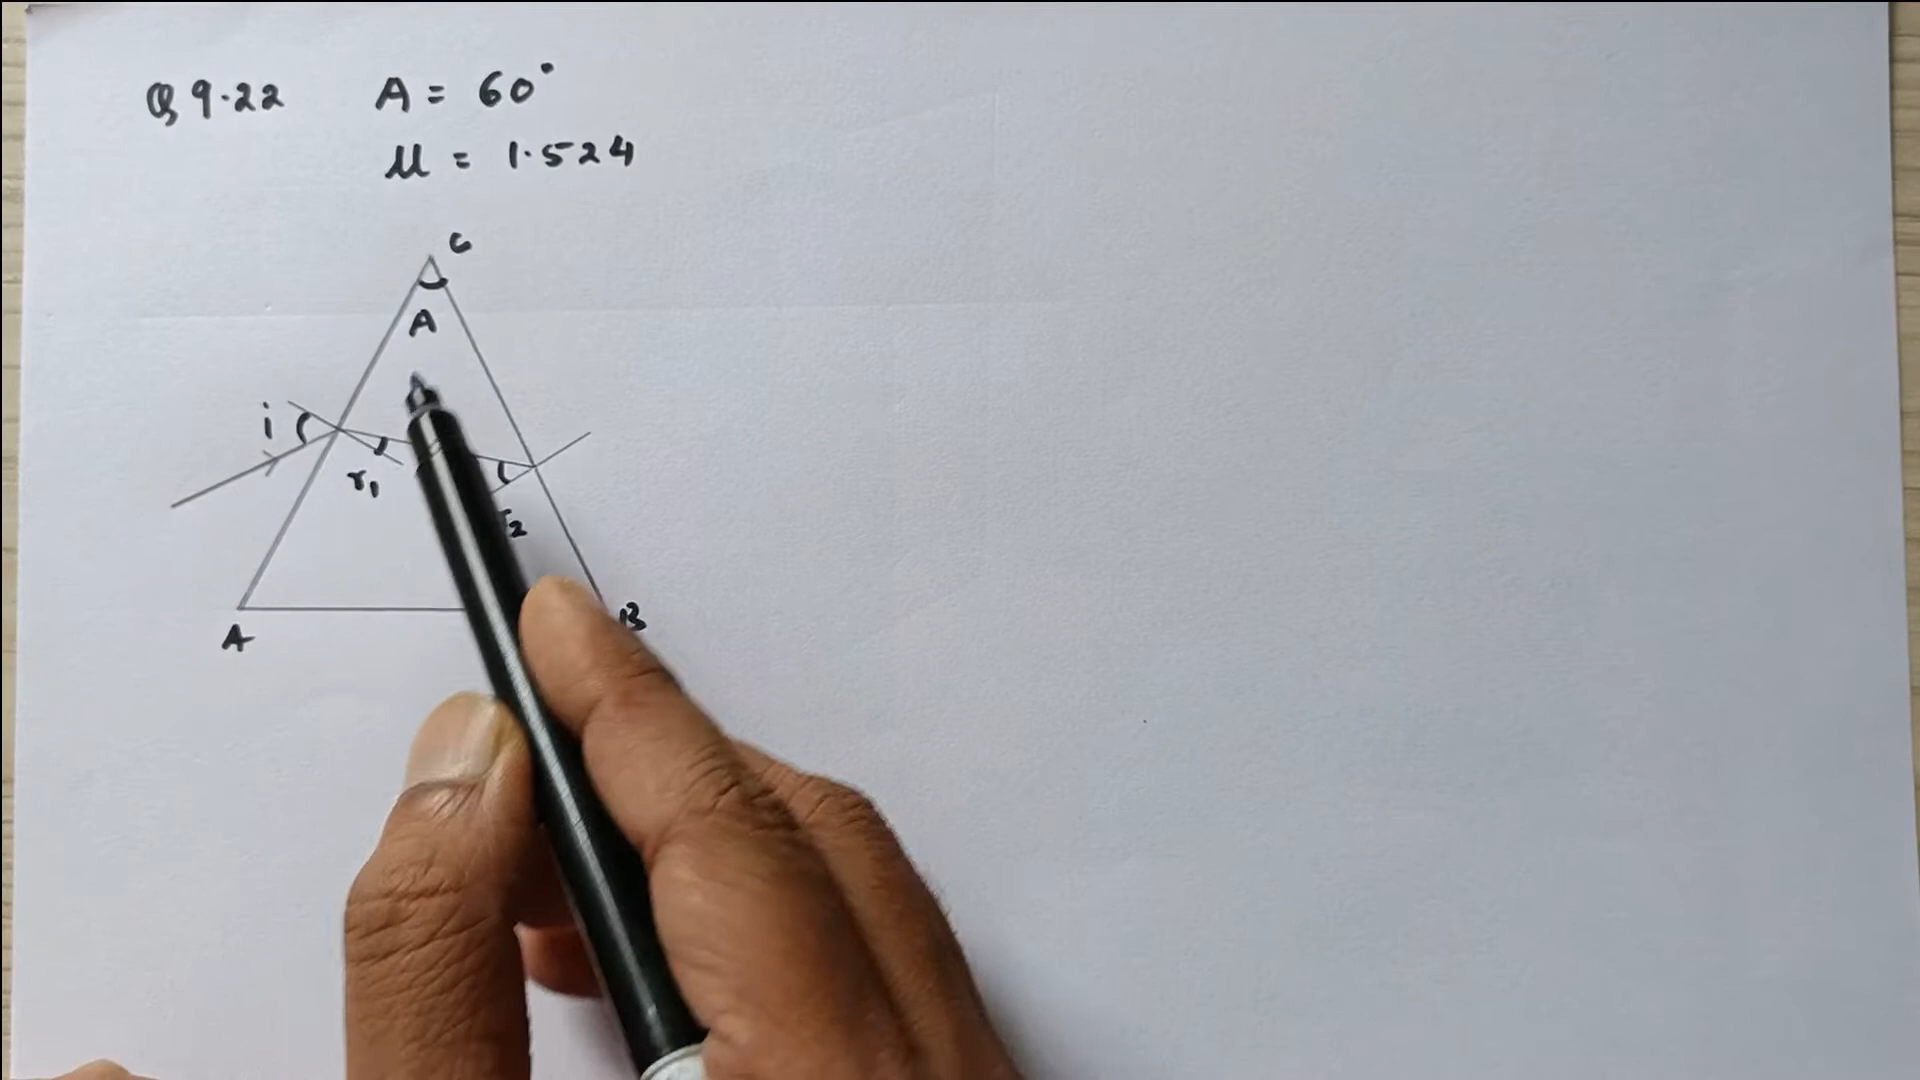 Q 9.22 A = 60°
μ = 1.524
C
A
i
r₁
r₂
A B